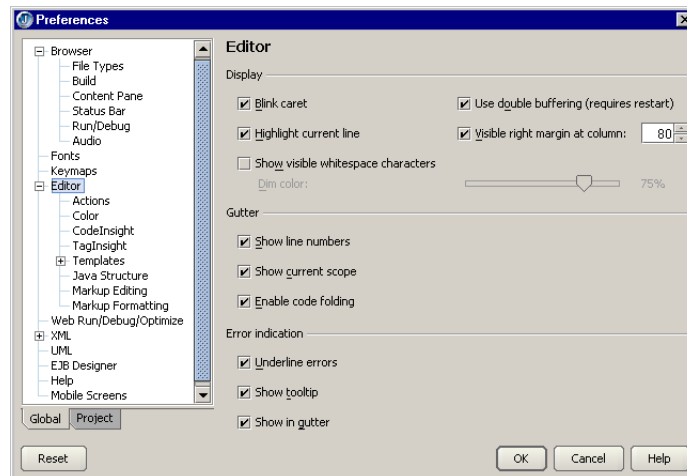 Preferences
Browser
File Types
Build
Content Pane
Status Bar
Run/Debug
Audio
Fonts
Keymaps
Editor
Actions
Color
CodeInsight
TagInsight
Templates
Java Structure
Markup Editing
Markup Formatting
Web Run/Debug/Optimize
XML
UML
EJB Designer
Help
Mobile Screens
Global Project
Editor
Display
Blink caret Use double buffering (requires restart)
Highlight current line Visible right margin at column: 80
Show visible whitespace characters
Dim color: 75%
Gutter
Show line numbers
Show current scope
Enable code folding
Error indication
Underline errors
Show tooltip
Show in gutter
Reset OK Cancel Help